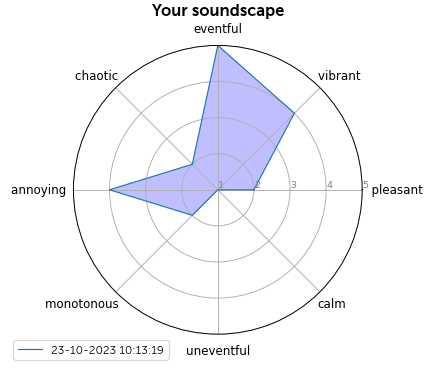 Your soundscape
eventful
chaotic
vibrant
annoying
1
2
3
4
5
pleasant
monotonous
calm
uneventful
23-10-2023 10:13:19